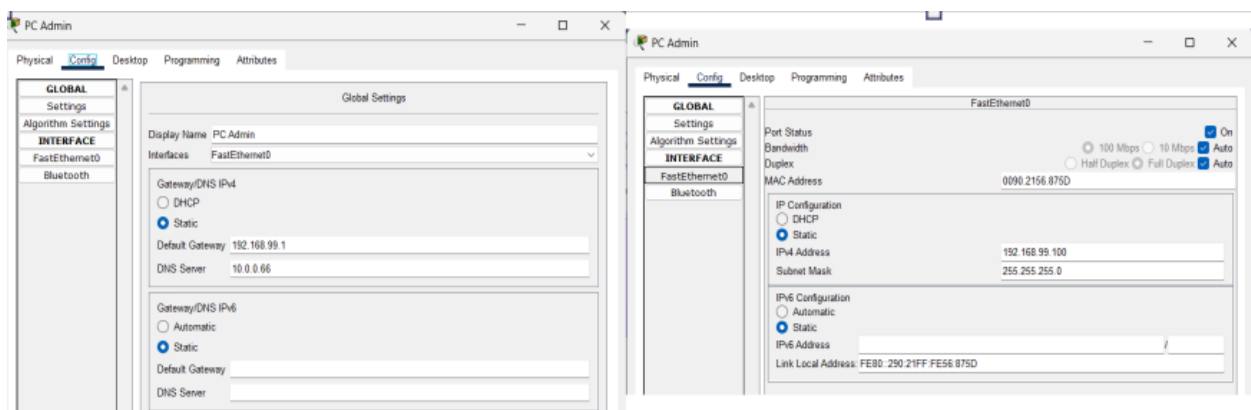 PC Admin
Physical Config Desktop Programming Attributes
GLOBAL
Settings
Algorithm Settings
INTERFACE
FastEthernet0
Bluetooth
Global Settings
Display Name PC Admin
Interfaces FastEthernet0
Gateway/DNS IPv4
DHCP
Static
Default Gateway 192.168.99.1
DNS Server 10.0.0.66
Gateway/DNS IPv6
Automatic
Static
Default Gateway
DNS Server
PC Admin
Physical Config Desktop Programming Attributes
GLOBAL
Settings
Algorithm Settings
INTERFACE
FastEthernet0
Bluetooth
FastEthernet0
Port Status On
Bandwidth 100 Mbps 10 Mbps Auto
Duplex Half Duplex Full Duplex Auto
MAC Address 0090.2156.875D
IP Configuration
DHCP
Static
IPv4 Address 192.168.99.100
Subnet Mask 255.255.255.0
IPv6 Configuration
Automatic
Static
IPv6 Address /
Link Local Address: FE80::290:21FF:FE56:875D